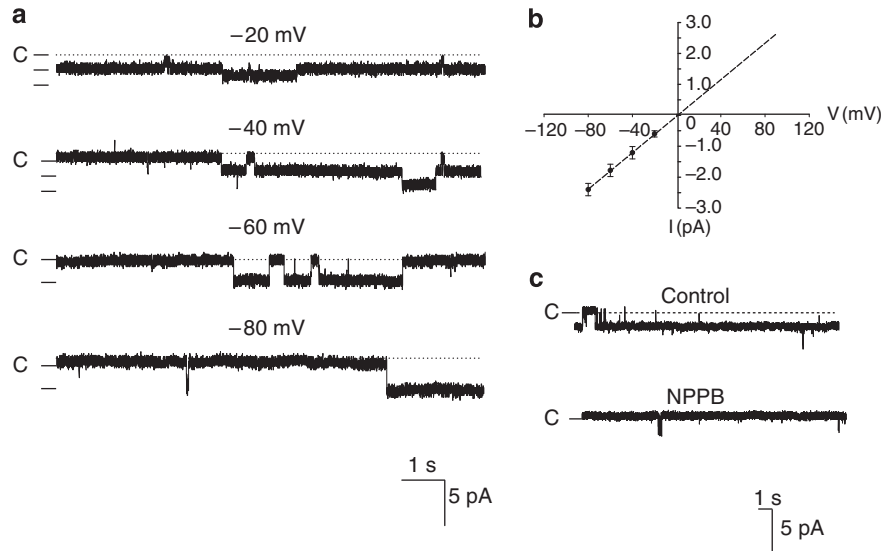 a
−20 mV
C
−40 mV
C
−60 mV
C
−80 mV
C
1 s
5 pA
b
3.0
2.0
1.0
V (mV)
−120 −80 −40 0 40 80 120
−1.0
−2.0
−3.0
I (pA)
c
Control
C
NPPB
C
1 s
5 pA